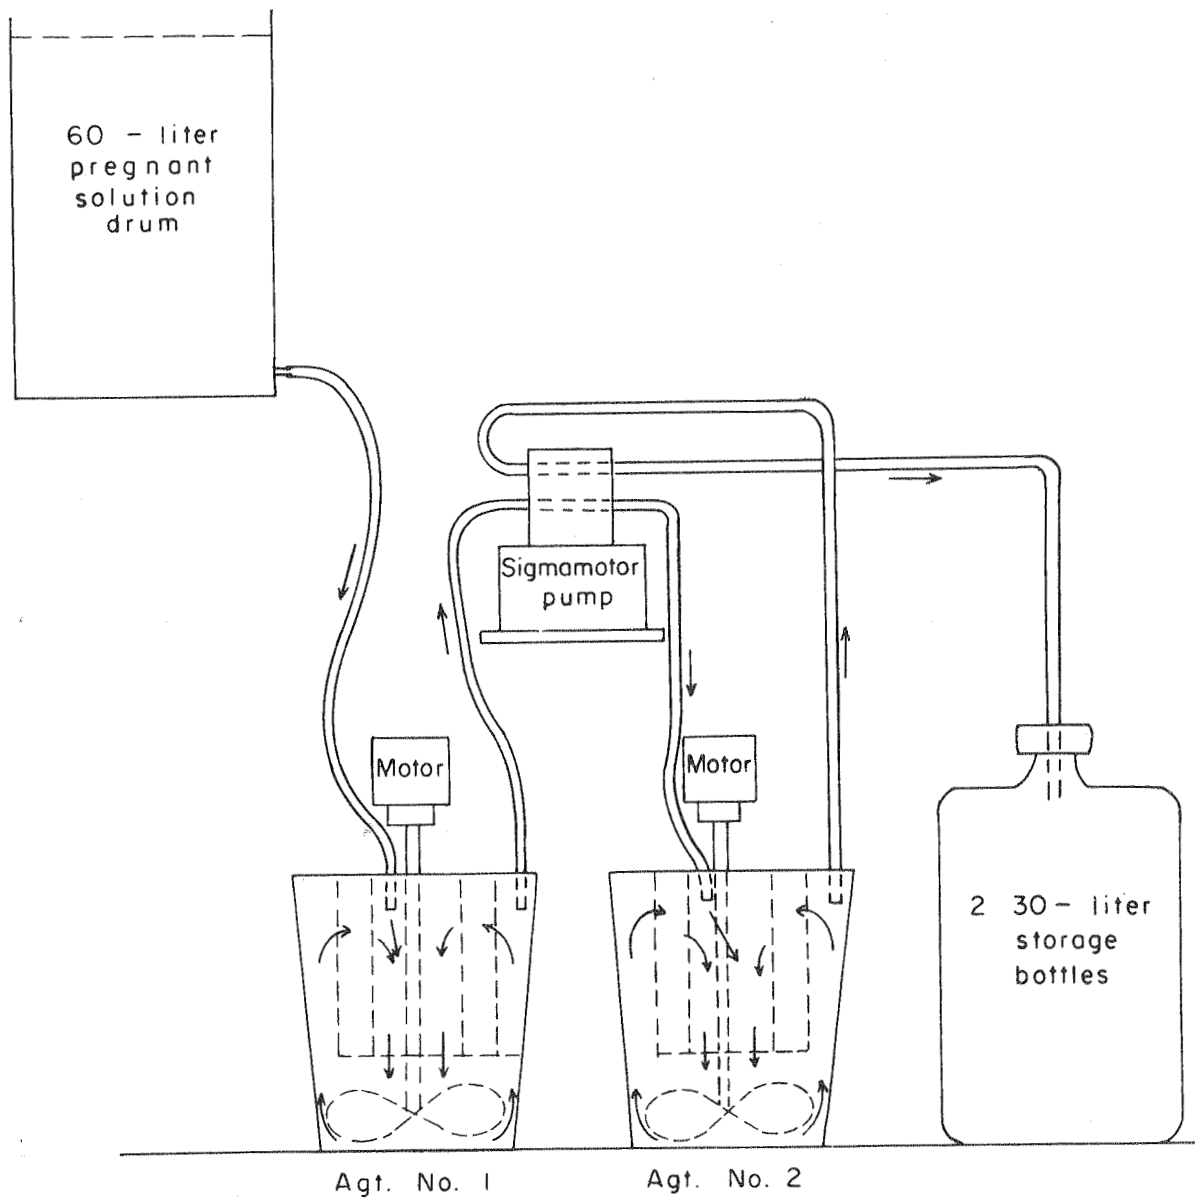 60 - liter
pregnant
solution
drum
Sigmamotor
pump
Motor
Motor
2 30 - liter
storage
bottles
Agt. No. 1
Agt. No. 2